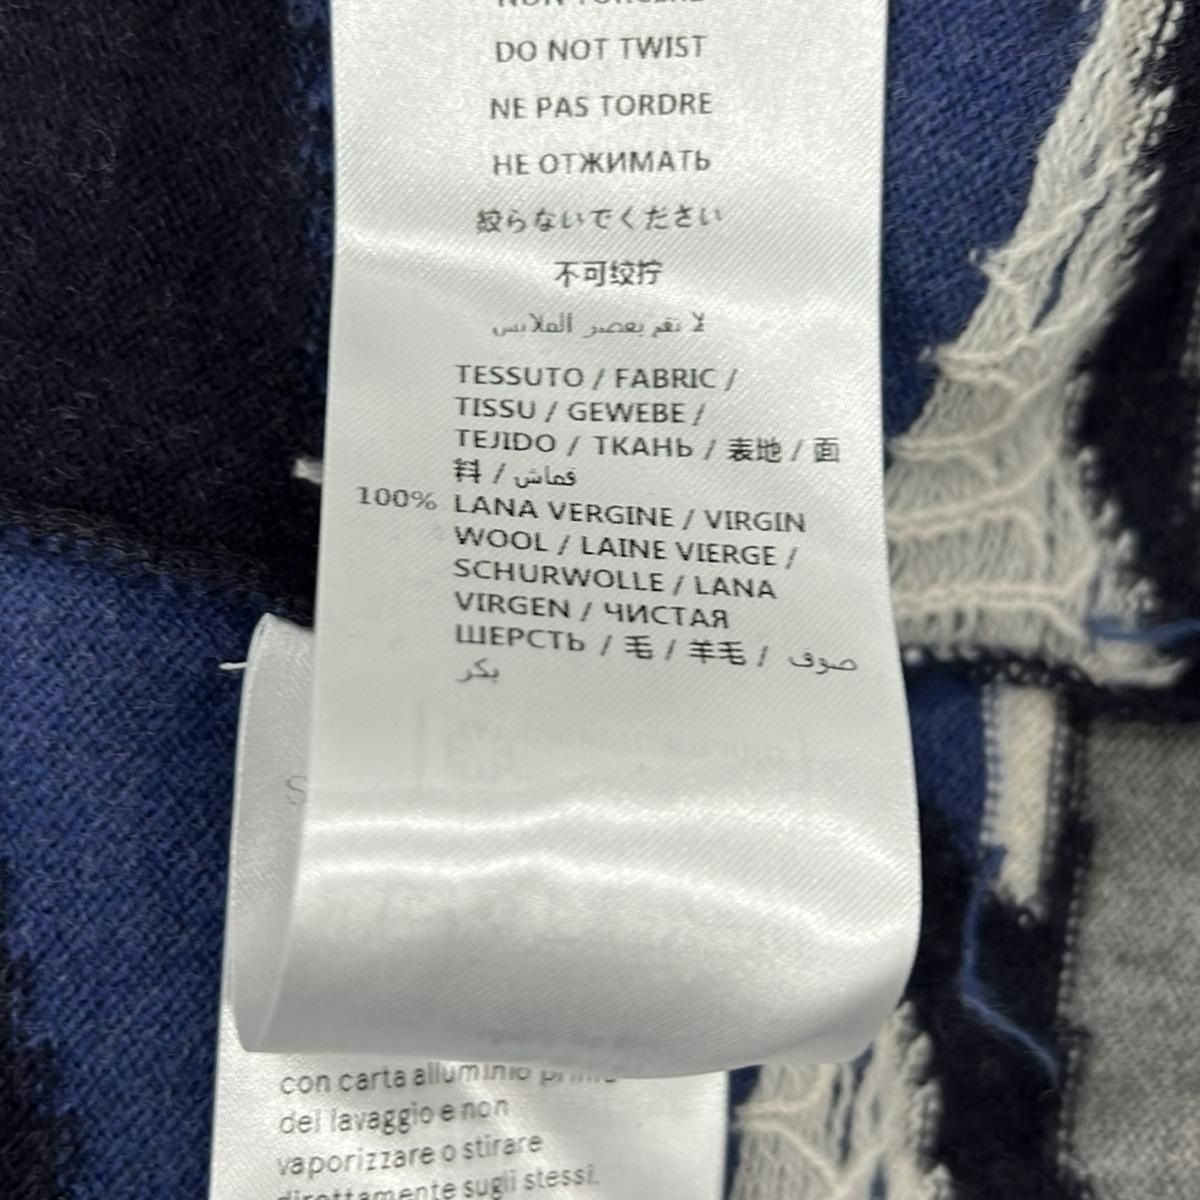 NON TORCERE
DO NOT TWIST
NE PAS TORDRE
НЕ ОТЖИМАТЬ
絞らないでください
不可绞拧
لا تقم بعصر الملابس
TESSUTO / FABRIC /
TISSU / GEWEBE /
TEJIDO / ТКАНЬ / 表地 / 面
料 / قماش
100% LANA VERGINE / VIRGIN
WOOL / LAINE VIERGE /
SCHURWOLLE / LANA
VIRGEN / ЧИСТАЯ
ШЕРСТЬ / 毛 / 羊毛 / صوف
بكر
con carta alluminio prima
del lavaggio e non
vaporizzare o stirare
direttamente sugli stessi.